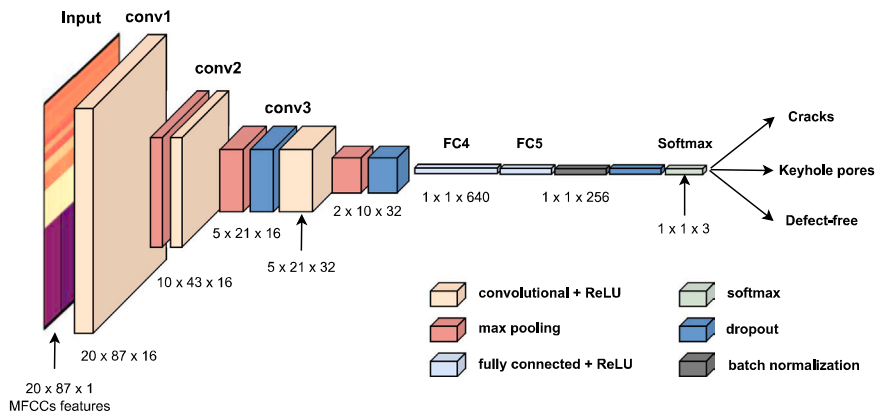 Input
conv1
conv2
conv3
FC4
FC5
Softmax
Cracks
Keyhole pores
Defect-free
1 x 1 x 640
1 x 1 x 256
1 x 1 x 3
2 x 10 x 32
5 x 21 x 16
5 x 21 x 32
10 x 43 x 16
20 x 87 x 16
20 x 87 x 1
MFCCs features
convolutional + ReLU
max pooling
fully connected + ReLU
softmax
dropout
batch normalization